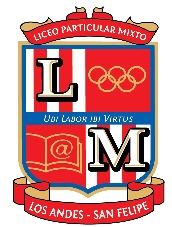 LICEO PARTICULAR MIXTO
L
UBI LABOR IBI VIRTUS
@
M
LOS ANDES - SAN FELIPE